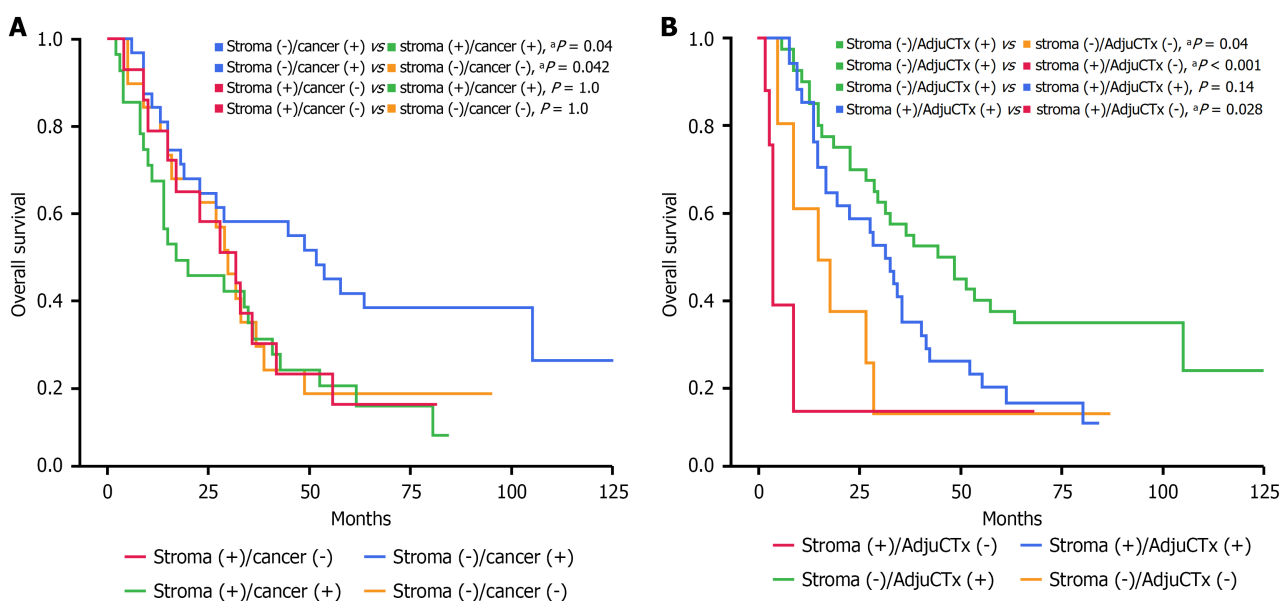 A
Stroma (-)/cancer (+) vs stroma (+)/cancer (+), ᵃP = 0.04
Stroma (-)/cancer (+) vs stroma (-)/cancer (-), ᵃP = 0.042
Stroma (+)/cancer (-) vs stroma (+)/cancer (+), P = 1.0
Stroma (+)/cancer (-) vs stroma (-)/cancer (-), P = 1.0
Overall survival
1.0
0.8
0.6
0.4
0.2
0.0
0 25 50 75 100 125
Months
Stroma (+)/cancer (-) Stroma (-)/cancer (+)
Stroma (+)/cancer (+) Stroma (-)/cancer (-)
B
Stroma (-)/AdjuCTx (+) vs stroma (-)/AdjuCTx (-), ᵃP = 0.04
Stroma (-)/AdjuCTx (+) vs stroma (+)/AdjuCTx (-), ᵃP < 0.001
Stroma (-)/AdjuCTx (+) vs stroma (+)/AdjuCTx (+), P = 0.14
Stroma (+)/AdjuCTx (+) vs stroma (+)/AdjuCTx (-), ᵃP = 0.028
Overall survival
1.0
0.8
0.6
0.4
0.2
0.0
0 25 50 75 100 125
Months
Stroma (+)/AdjuCTx (-) Stroma (+)/AdjuCTx (+)
Stroma (-)/AdjuCTx (+) Stroma (-)/AdjuCTx (-)